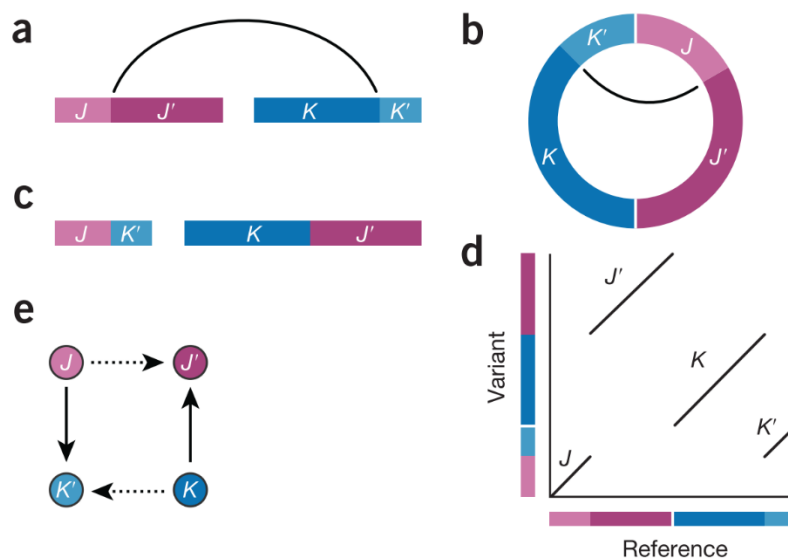 a
J J' K K'
b
K' J
K J'
c
J K' K J'
d
J'
K
K'
J
Variant
Reference
e
J J'
K' K